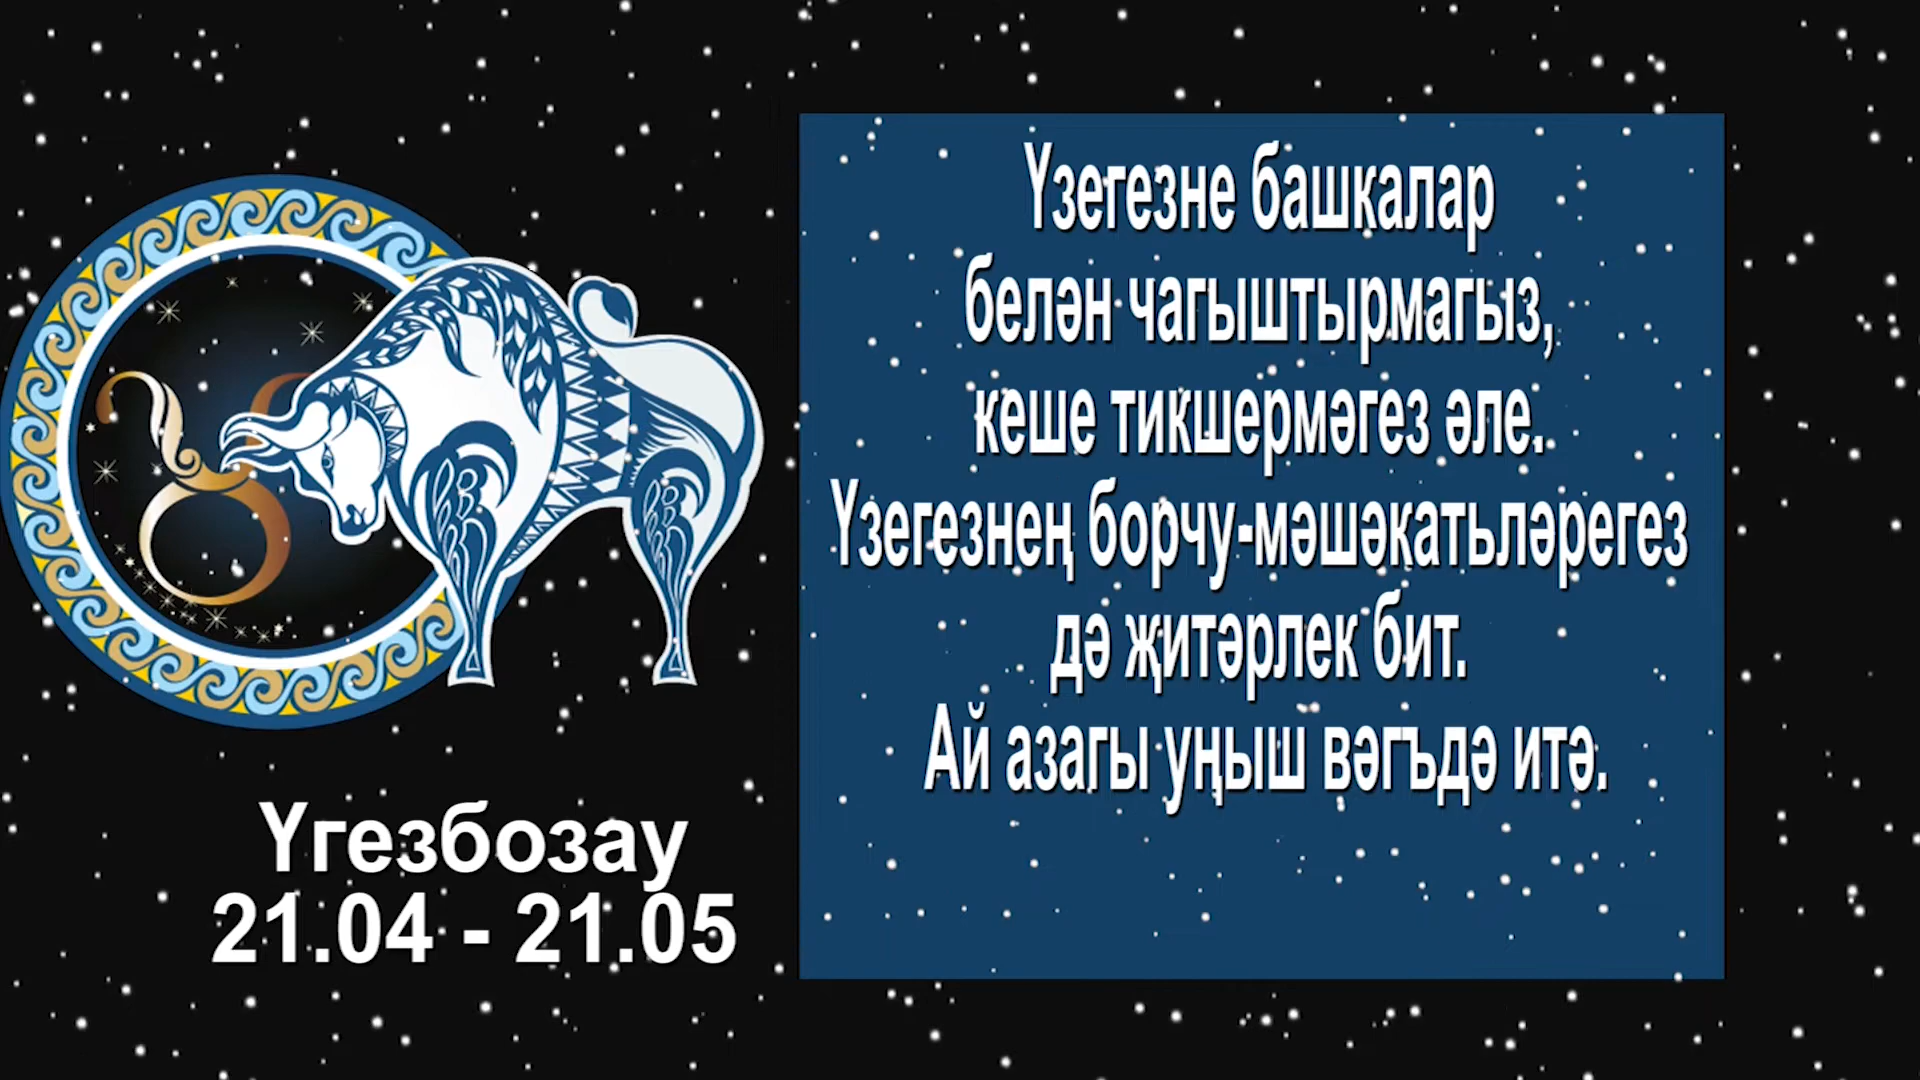 Үзегезне башкалар
белән чагыштырмагыз,
кеше тикшермәгез әле.
Үзегезнең борчу-мәшәкатьләрегез
дә җитәрлек бит.
Ай азагы уңыш вәгъдә итә.
Үгезбозау
21.04 - 21.05